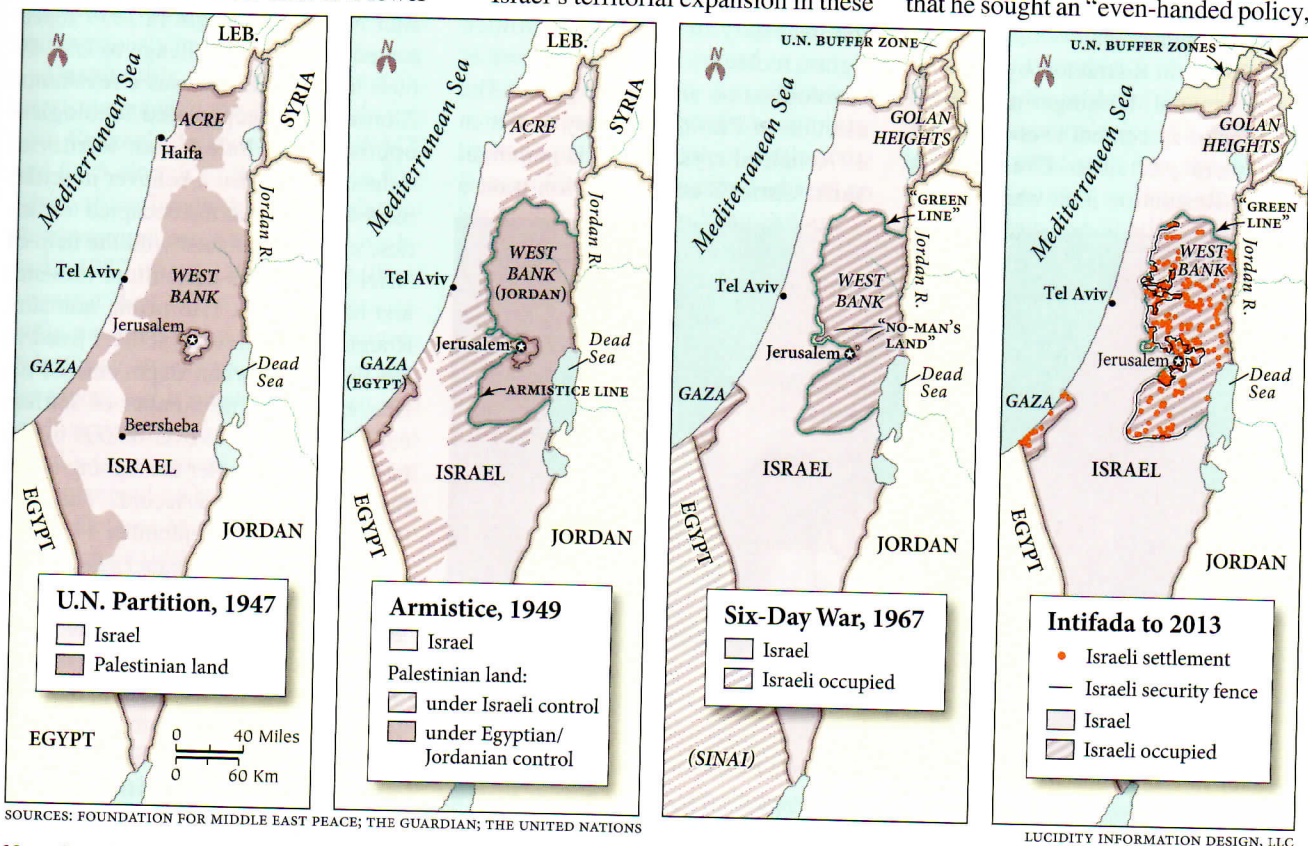 Israel's territorial expansion in these
that he sought an "even-handed policy,
N
LEB.
Mediterranean Sea
SYRIA
ACRE
Haifa
Jordan R.
Tel Aviv
WEST
BANK
Jerusalem
GAZA
Dead
Sea
Beersheba
ISRAEL
EGYPT
JORDAN
U.N. Partition, 1947
Israel
Palestinian land
EGYPT
0 40 Miles
0 60 Km
N
LEB.
Mediterranean Sea
SYRIA
ACRE
Jordan R.
WEST
BANK
(JORDAN)
Tel Aviv
Jerusalem
Dead
Sea
GAZA
(EGYPT)
ARMISTICE LINE
ISRAEL
EGYPT
JORDAN
Armistice, 1949
Israel
Palestinian land:
under Israeli control
under Egyptian/
Jordanian control
N
U.N. BUFFER ZONE
Mediterranean Sea
GOLAN
HEIGHTS
"GREEN
LINE"
Jordan R.
WEST
BANK
Tel Aviv
"NO-MAN'S
LAND"
Jerusalem
Dead
Sea
GAZA
ISRAEL
EGYPT
JORDAN
Six-Day War, 1967
Israel
Israeli occupied
(SINAI)
N
U.N. BUFFER ZONES
Mediterranean Sea
GOLAN
HEIGHTS
"GREEN
LINE"
Jordan R.
WEST
BANK
Tel Aviv
Jerusalem
Dead
Sea
GAZA
ISRAEL
EGYPT
JORDAN
Intifada to 2013
Israeli settlement
Israeli security fence
Israel
Israeli occupied
SOURCES: FOUNDATION FOR MIDDLE EAST PEACE; THE GUARDIAN; THE UNITED NATIONS
LUCIDITY INFORMATION DESIGN, LLC